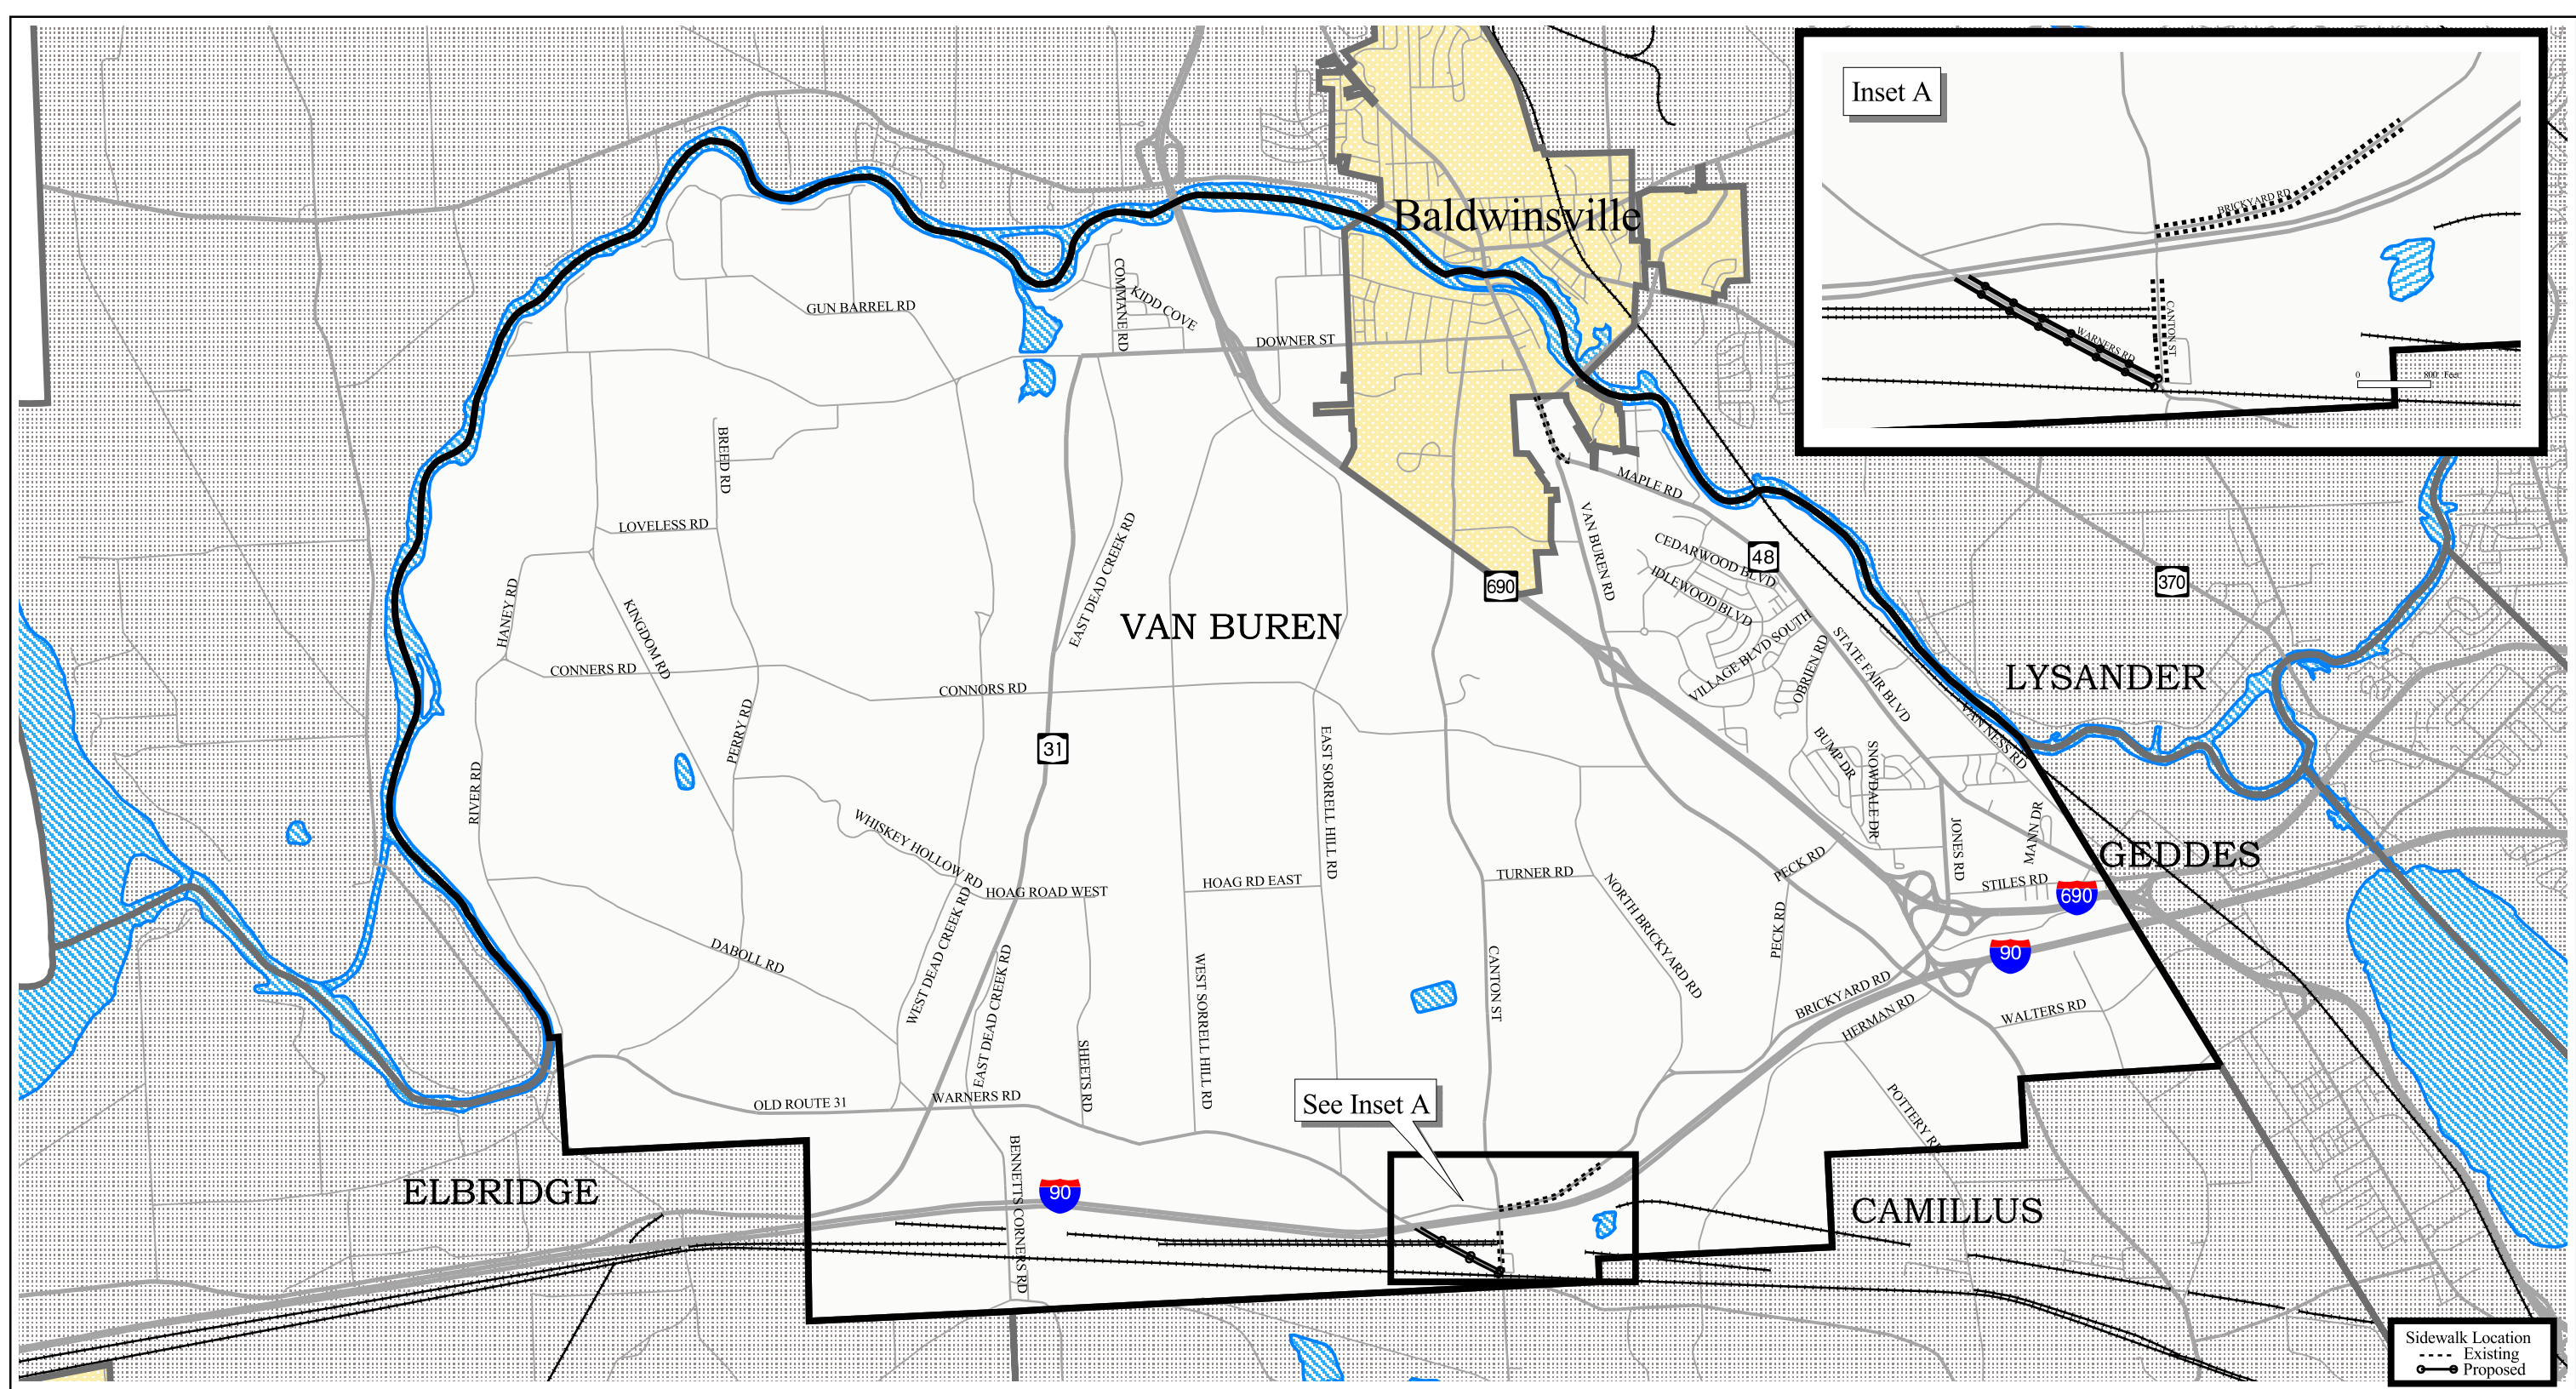 Inset A
BRICKYARD RD
CANTON ST
WARNERS RD
0 800 Feet
Baldwinsville
COMMANE RD
KIDD COVE
GUN BARREL RD
DOWNER ST
BREED RD
LOVELESS RD
MAPLE RD
VAN BUREN RD
CEDARWOOD BLVD
48
IDLEWOOD BLVD
690
370
EAST DEAD CREEK RD
HANEY RD
KINGDOM RD
VAN BUREN
VILLAGE BLVD SOUTH
OBRIEN RD
STATE FAIR BLVD
LYSANDER
CONNERS RD
CONNORS RD
PERRY RD
31
VAN NESS RD
RIVER RD
EAST SORRELL HILL RD
BUMP DR
SNOWDALE DR
JONES RD
MANN DR
GEDDES
WHISKEY HOLLOW RD
HOAG ROAD WEST
HOAG RD EAST
TURNER RD
PECK RD
STILES RD
690
NORTH BRICKYARD RD
PECK RD
90
DABOLL RD
WEST DEAD CREEK RD
EAST DEAD CREEK RD
WEST SORRELL HILL RD
CANTON ST
BRICKYARD RD
HERMAN RD
WALTERS RD
SHEETS RD
OLD ROUTE 31
WARNERS RD
See Inset A
POTTERY RD
BENNETTS CORNERS RD
ELBRIDGE
90
CAMILLUS
Sidewalk Location
Existing
Proposed